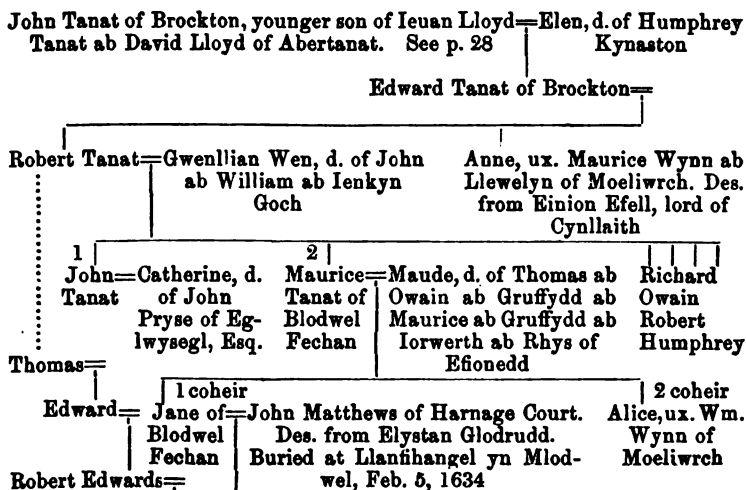 John Tanat of Brockton, younger son of Ieuan Lloyd=Elen, d. of Humphrey
Tanat ab David Lloyd of Abertanat. See p. 28 Kynaston
Edward Tanat of Brockton=
Robert Tanat=Gwenllian Wen, d. of John
ab William ab Ienkyn
Goch
Anne, ux. Maurice Wynn ab
Llewelyn of Moeliwrch. Des.
from Einion Efell, lord of
Cynllaith
1
John=Catherine, d.
Tanat of John
Pryse of Eg-
lwysegl, Esq.
2
Maurice=Maude, d. of Thomas ab
Tanat of Owain ab Gruffydd ab
Blodwel Maurice ab Gruffydd ab
Fechan Iorwerth ab Rhys of
Efionedd
Richard
Owain
Robert
Humphrey
Thomas=
Edward=
Robert Edwards=
1 coheir
Jane of=John Matthews of Harnage Court.
Blodwel Des. from Elystan Glodrudd.
Fechan Buried at Llanfihangel yn Mlod-
wel, Feb. 5, 1634
2 coheir
Alice, ux. Wm.
Wynn of
Moeliwrch